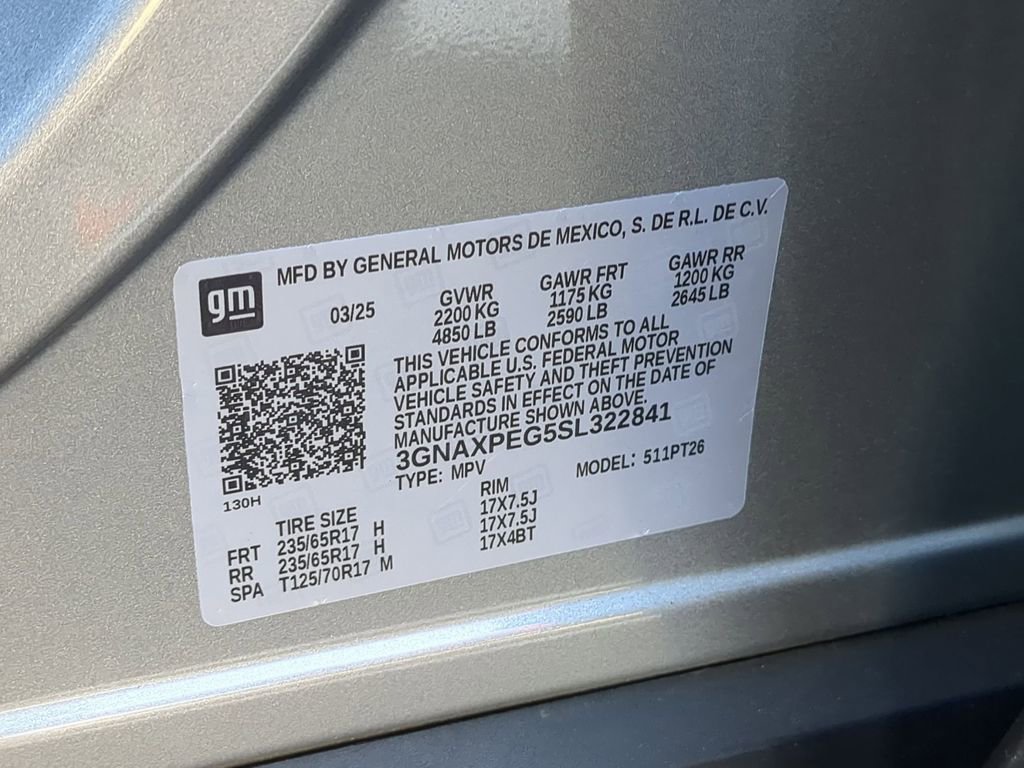 MFD BY GENERAL MOTORS DE MEXICO, S. DE R.L. DE C.V.
gm
03/25
GVWR
2200 KG
4850 LB
GAWR FRT
1175 KG
2590 LB
GAWR RR
1200 KG
2645 LB
THIS VEHICLE CONFORMS TO ALL
APPLICABLE U.S. FEDERAL MOTOR
VEHICLE SAFETY AND THEFT PREVENTION
STANDARDS IN EFFECT ON THE DATE OF
MANUFACTURE SHOWN ABOVE.
3GNAXPEG5SL322841
TYPE: MPV MODEL: 511PT26
130H
TIRE SIZE RIM
FRT 235/65R17 H 17X7.5J
RR 235/65R17 H 17X7.5J
SPA T125/70R17 M 17X4BT